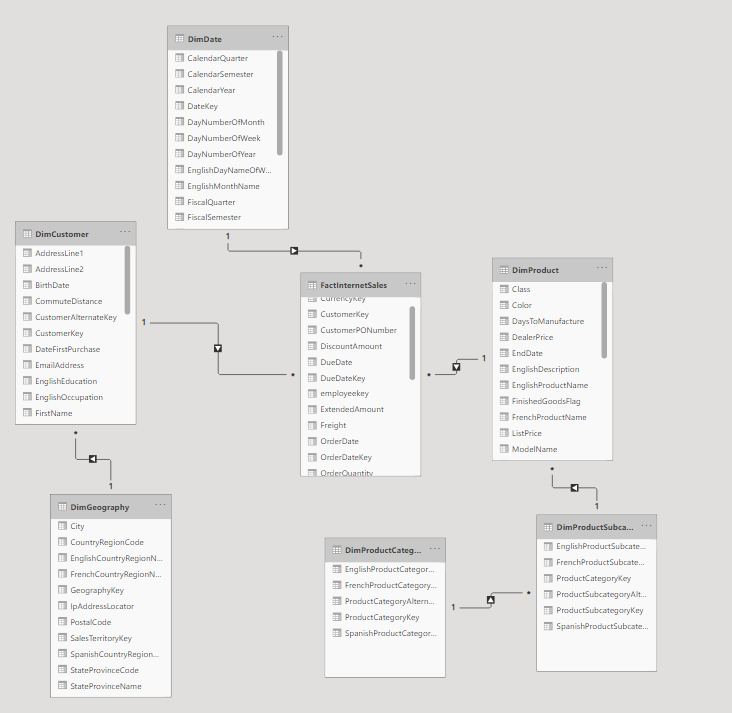 DimDate
...
CalendarQuarter
CalendarSemester
CalendarYear
DateKey
DayNumberOfMonth
DayNumberOfWeek
DayNumberOfYear
EnglishDayNameOfW...
EnglishMonthName
FiscalQuarter
FiscalSemester
1
*
DimCustomer
...
AddressLine1
AddressLine2
BirthDate
CommuteDistance
CustomerAlternateKey
CustomerKey
DateFirstPurchase
EmailAddress
EnglishEducation
EnglishOccupation
FirstName
1
*
FactInternetSales
...
CurrencyKey
CustomerKey
CustomerPONumber
DiscountAmount
DueDate
DueDateKey
employeekey
ExtendedAmount
Freight
OrderDate
OrderDateKey
OrderQuantity
*
1
DimProduct
...
Class
Color
DaysToManufacture
DealerPrice
EndDate
EnglishDescription
EnglishProductName
FinishedGoodsFlag
FrenchProductName
ListPrice
ModelName
*
1
*
1
DimGeography
...
City
CountryRegionCode
EnglishCountryRegionN...
FrenchCountryRegionN...
GeographyKey
IpAddressLocator
PostalCode
SalesTerritoryKey
SpanishCountryRegion...
StateProvinceCode
StateProvinceName
DimProductCateg...
...
EnglishProductCategor...
FrenchProductCategory...
ProductCategoryAltern...
ProductCategoryKey
SpanishProductCategor...
1
*
DimProductSubca...
...
EnglishProductSubcate...
FrenchProductSubcate...
ProductCategoryKey
ProductSubcategoryAlt...
ProductSubcategoryKey
SpanishProductSubcate...